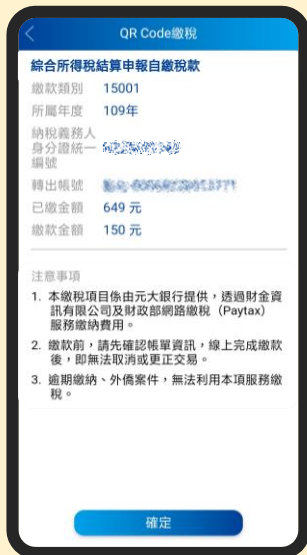 QR Code繳稅
綜合所得稅結算申報自繳稅款
繳款類別 15001
所屬年度 109年
納稅義務人
身分證統一
編號
轉出帳號
已繳金額 649 元
繳款金額 150 元
注意事項
1. 本繳稅項目係由元大銀行提供，透過財金資
訊有限公司及財政部網路繳稅（Paytax）
服務繳納費用。
2. 繳款前，請先確認帳單資訊，線上完成繳款
後，即無法取消或更正交易。
3. 逾期繳納、外僑案件，無法利用本項服務繳
稅。
確定